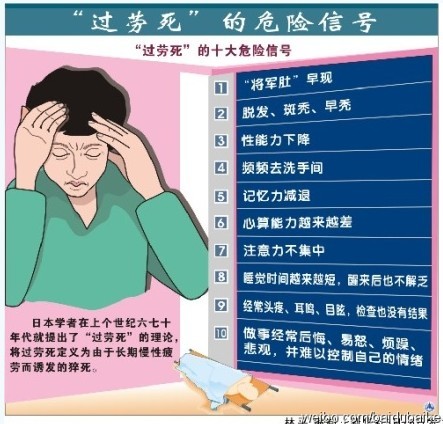 “过劳死”的危险信号
“过劳死”的十大危险信号
1 “将军肚”早现
2 脱发、斑秃、早秃
3 性能力下降
4 频频去洗手间
5 记忆力减退
6 心算能力越来越差
7 注意力不集中
8 睡觉时间越来越短，醒来后也不解乏
9 经常头疼、耳鸣、目眩，检查也没有结果
10 做事经常后悔、易怒、烦躁、
悲观，并难以控制自己的情绪
日本学者在上个世纪六七十
年代就提出了“过劳死”的理论，
将过劳死定义为由于长期慢性疲
劳而诱发的猝死。
weibo.com/baidubaike